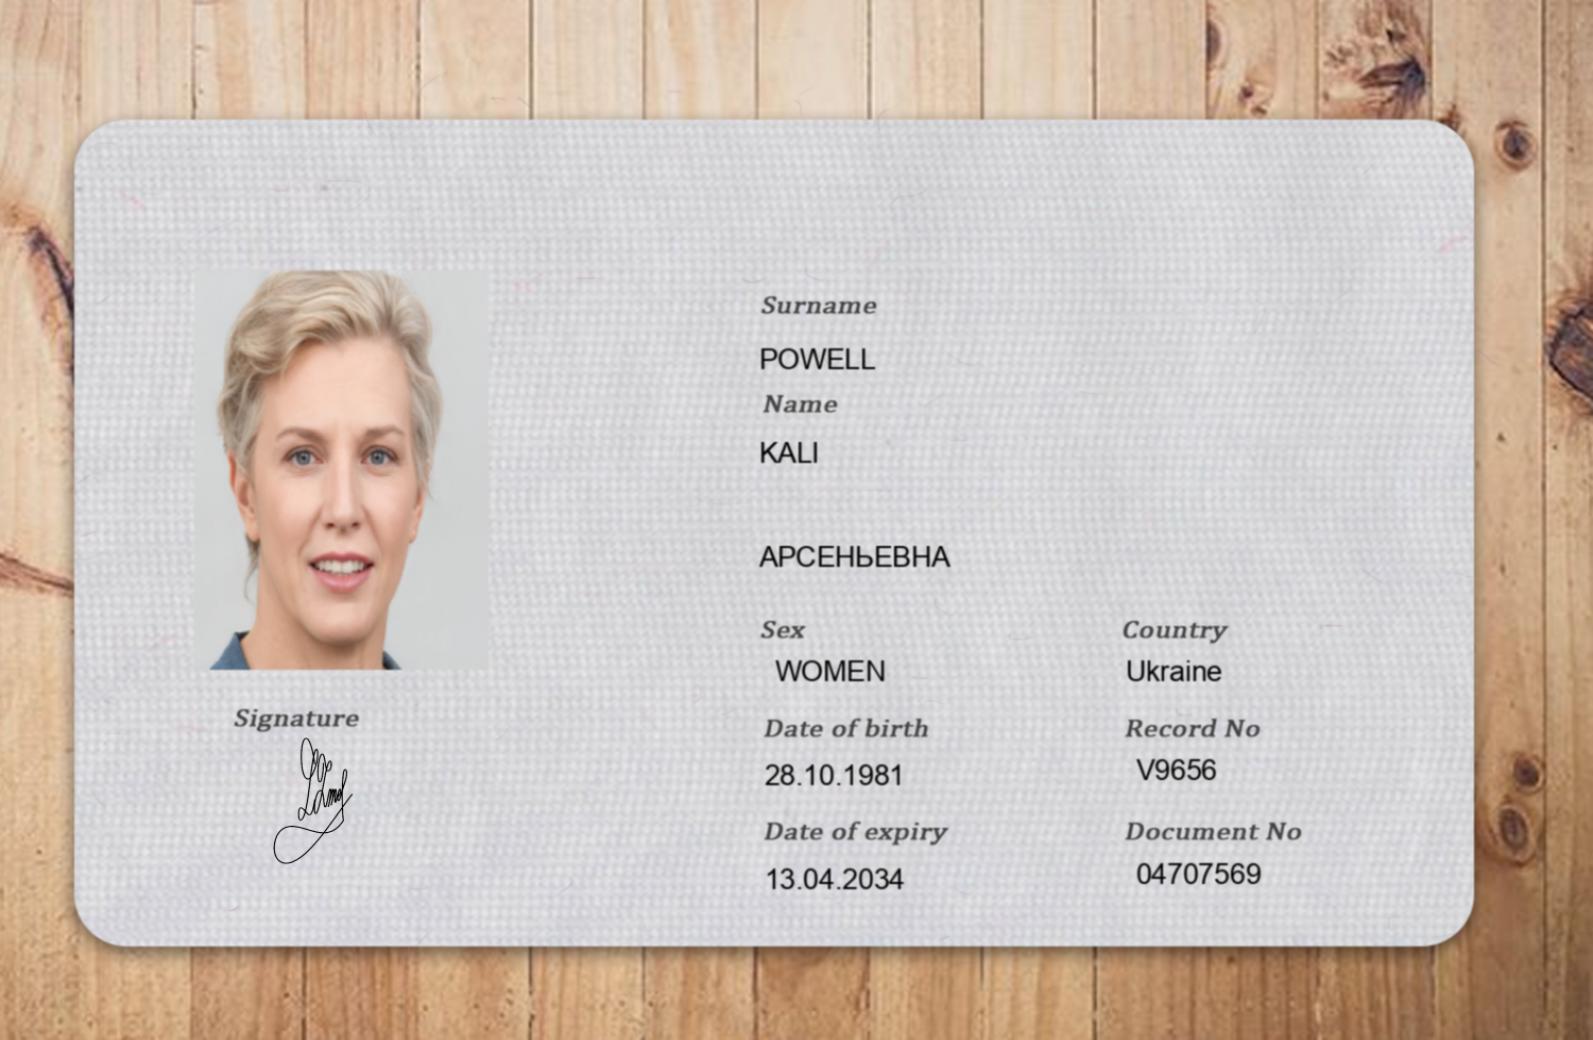 Surname
POWELL
Name
KALI
АРСЕНЬЕВНА
Sex
Country
WOMEN
Ukraine
Date of birth
Record No
28.10.1981
V9656
Date of expiry
Document No
13.04.2034
04707569
Signature